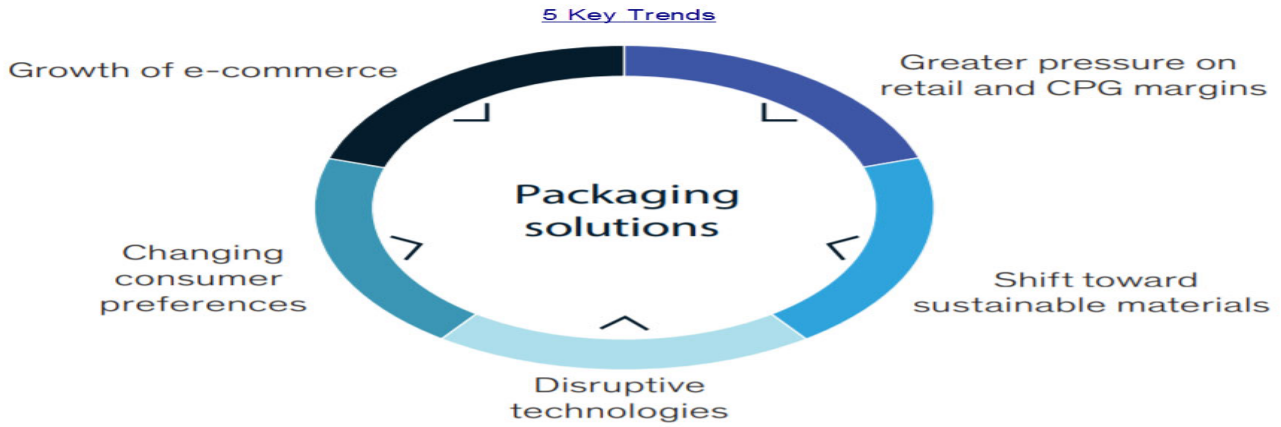 5 Key Trends
Growth of e-commerce
Greater pressure on
retail and CPG margins
Packaging
solutions
Changing
consumer
preferences
Shift toward
sustainable materials
Disruptive
technologies